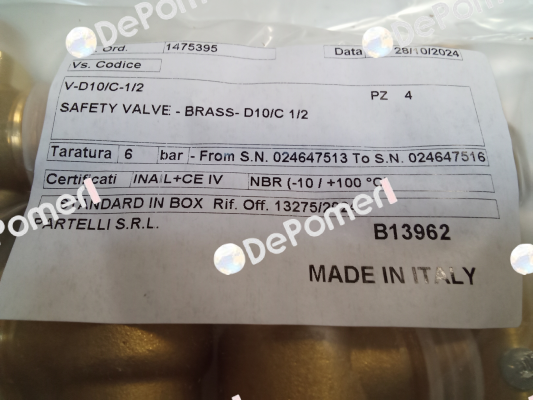 Ord. 1475395 Data 28/10/2024
Vs. Codice
V-D10/C-1/2 PZ 4
SAFETY VALVE - BRASS- D10/C 1/2
Taratura 6 bar - From S.N. 024647513 To S.N. 024647516
Certificati INAIL+CE IV NBR (-10 / +100 °C
STANDARD IN BOX Rif. Off. 13275/
PARTELLI S.R.L.
B13962
MADE IN ITALY
DePomeri
DePomeri
DePomeri
DePomeri